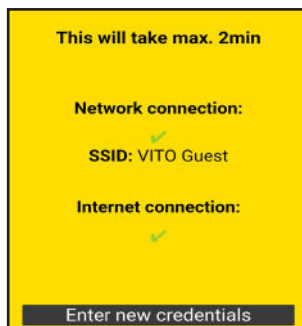 This will take max. 2min
Network connection:
SSID: VITO Guest
Internet connection:
Enter new credentials